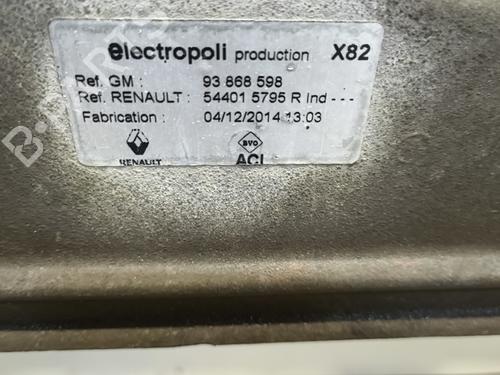 electropoli production X82
Ref. GM : 93 868 598
Ref. RENAULT : 54401 5795 R Ind ---
Fabrication : 04/12/2014 13:03
BVO
RENAULT ACI